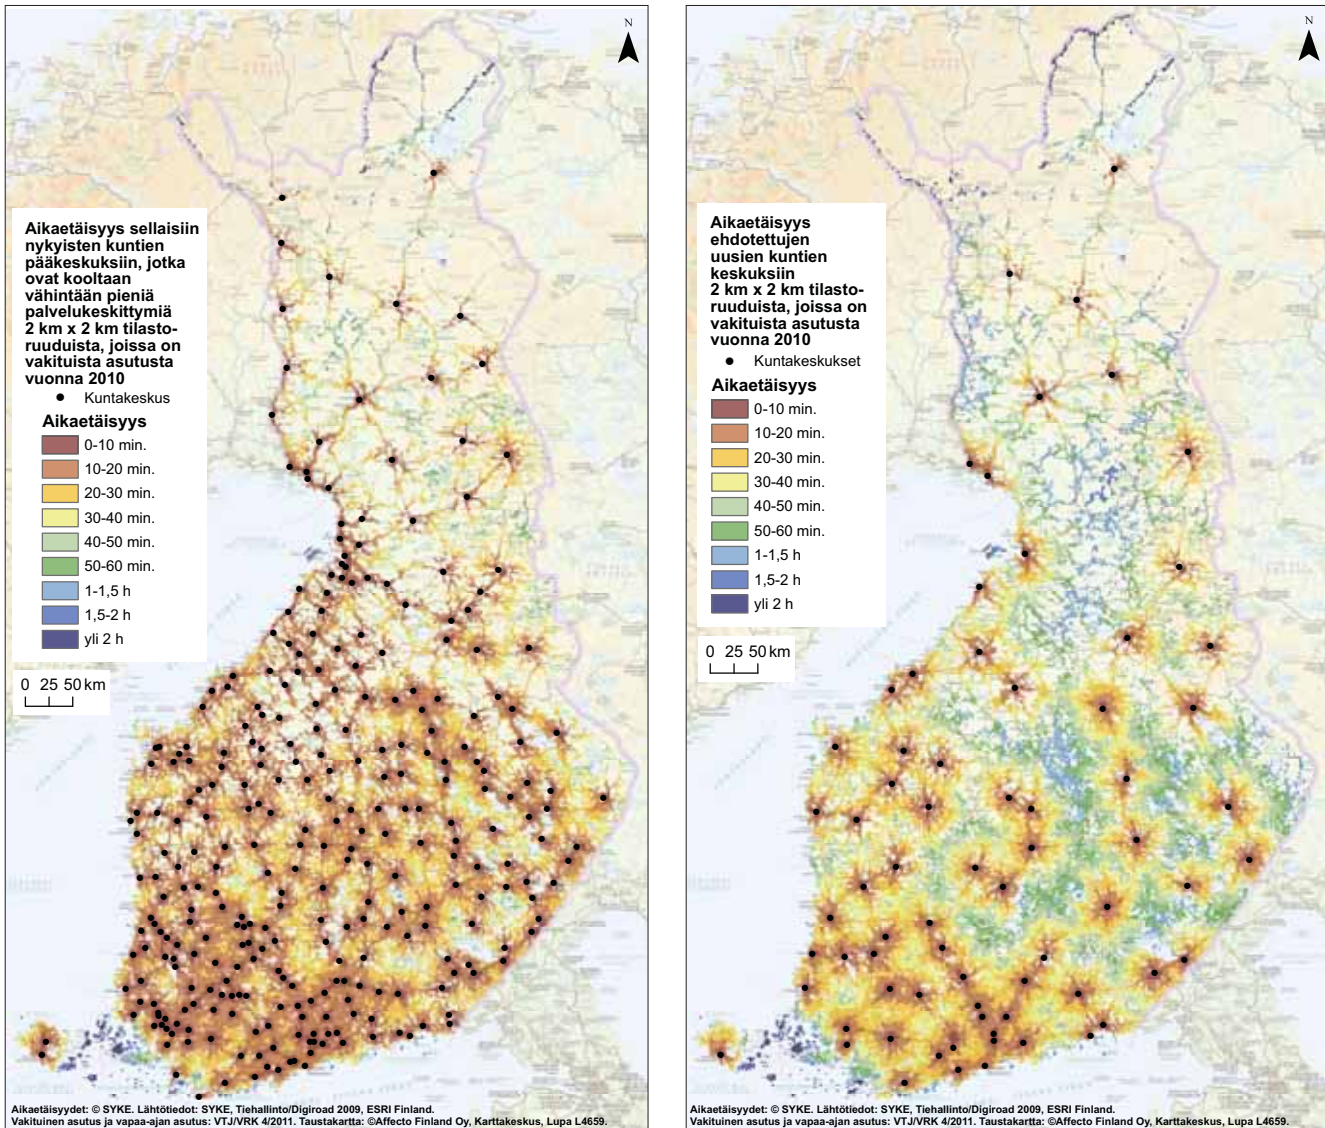 N
Aikaetäisyys sellaisiin
nykyisten kuntien
pääkeskuksiin, jotka
ovat kooltaan
vähintään pieniä
palvelukeskittymiä
2 km x 2 km tilasto-
ruuduista, joissa on
vakituista asutusta
vuonna 2010
Kuntakeskus
Aikaetäisyys
0-10 min.
10-20 min.
20-30 min.
30-40 min.
40-50 min.
50-60 min.
1-1,5 h
1,5-2 h
yli 2 h
0 25 50 km
Aikaetäisyydet: © SYKE. Lähtötiedot: SYKE, Tiehallinto/Digiroad 2009, ESRI Finland.
Vakituinen asutus ja vapaa-ajan asutus: VTJ/VRK 4/2011. Taustakartta: ©Affecto Finland Oy, Karttakeskus, Lupa L4659.
N
Aikaetäisyys
ehdotettujen
uusien kuntien
keskuksiin
2 km x 2 km tilasto-
ruuduista, joissa on
vakituista asutusta
vuonna 2010
Kuntakeskukset
Aikaetäisyys
0-10 min.
10-20 min.
20-30 min.
30-40 min.
40-50 min.
50-60 min.
1-1,5 h
1,5-2 h
yli 2 h
0 25 50 km
Aikaetäisyydet: © SYKE. Lähtötiedot: SYKE, Tiehallinto/Digiroad 2009, ESRI Finland.
Vakituinen asutus ja vapaa-ajan asutus: VTJ/VRK 4/2011. Taustakartta: ©Affecto Finland Oy, Karttakeskus, Lupa L4659.